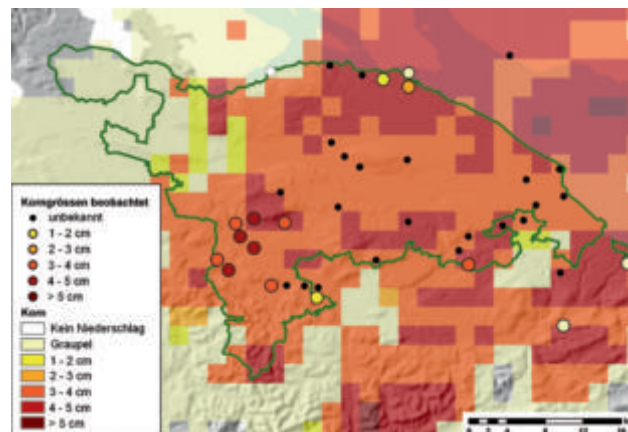 Korngrössen beobachtet
unbekannt
1 - 2 cm
2 - 3 cm
3 - 4 cm
4 - 5 cm
> 5 cm
Korn
Kein Niederschlag
Graupel
1 - 2 cm
2 - 3 cm
3 - 4 cm
4 - 5 cm
> 5 cm